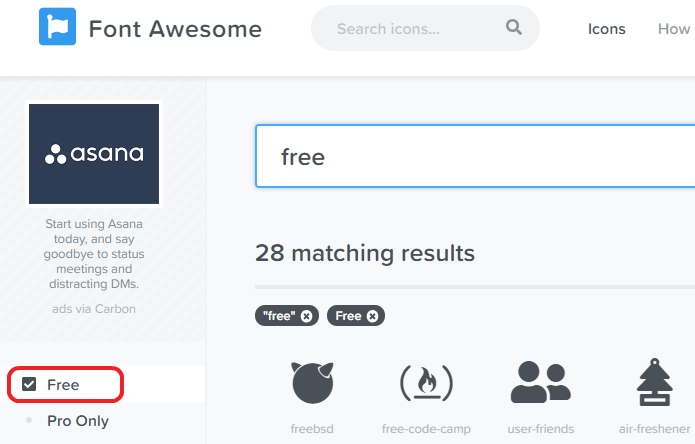 Font Awesome
Search icons...
Icons
How
asana
Start using Asana
today, and say
goodbye to status
meetings and
distracting DMs.
ads via Carbon
Free
Pro Only
free
28 matching results
"free"
Free
freebsd
free-code-camp
user-friends
air-freshener